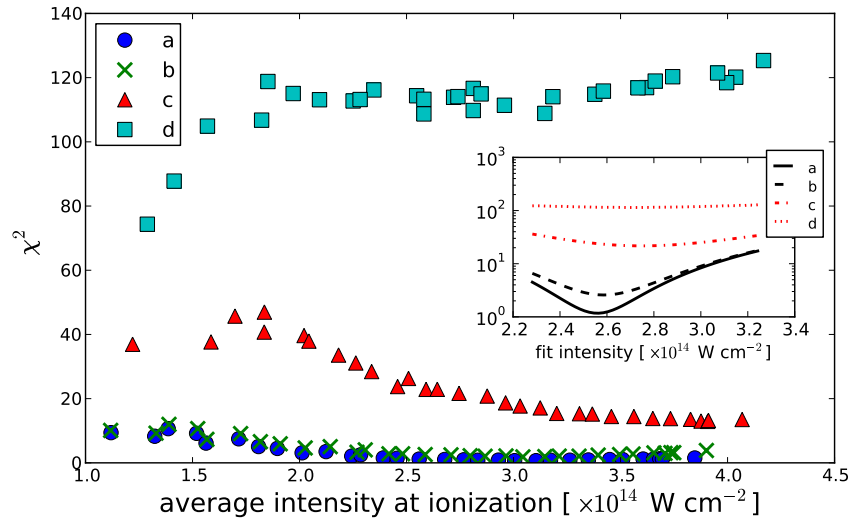 140
120
100
80
60
40
20
0
χ²
a
b
c
d
1.0 1.5 2.0 2.5 3.0 3.5 4.0 4.5
average intensity at ionization [ ×10¹⁴ W cm⁻² ]
10³
10²
10¹
10⁰
a
b
c
d
2.2 2.4 2.6 2.8 3.0 3.2 3.4
fit intensity [ ×10¹⁴ W cm⁻² ]